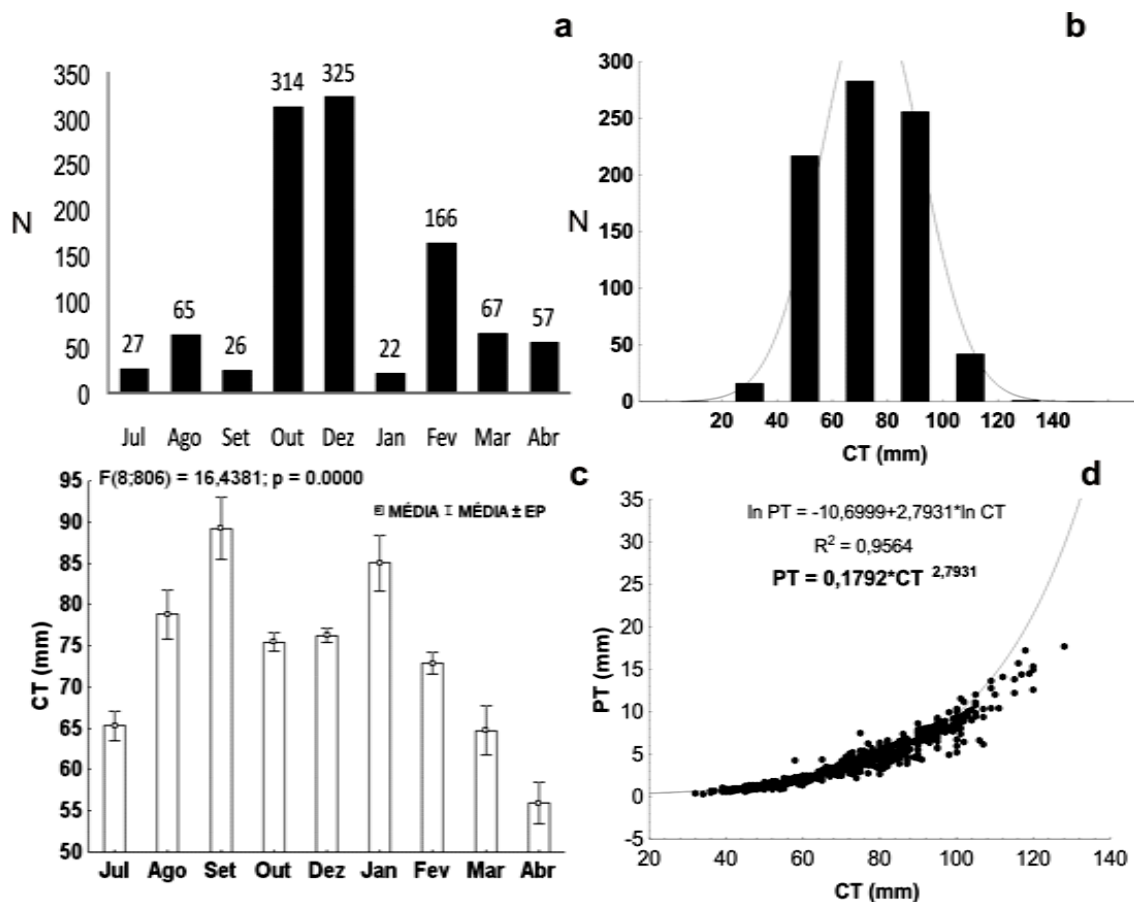 a
350
300
250
200
150
100
50
0
N
27 65 26 314 325 22 166 67 57
Jul Ago Set Out Dez Jan Fev Mar Abr
b
300
250
200
150
100
50
0
N
20 40 60 80 100 120 140
CT (mm)
c
F(8;806) = 16,4381; p = 0.0000
MÉDIA MÉDIA ± EP
95
90
85
80
75
70
65
60
55
50
CT (mm)
Jul Ago Set Out Dez Jan Fev Mar Abr
d
ln PT = -10,6999+2,7931*ln CT
R² = 0,9564
PT = 0,1792*CT 2,7931
35
30
25
20
15
10
5
0
-5
PT (mm)
20 40 60 80 100 120 140
CT (mm)